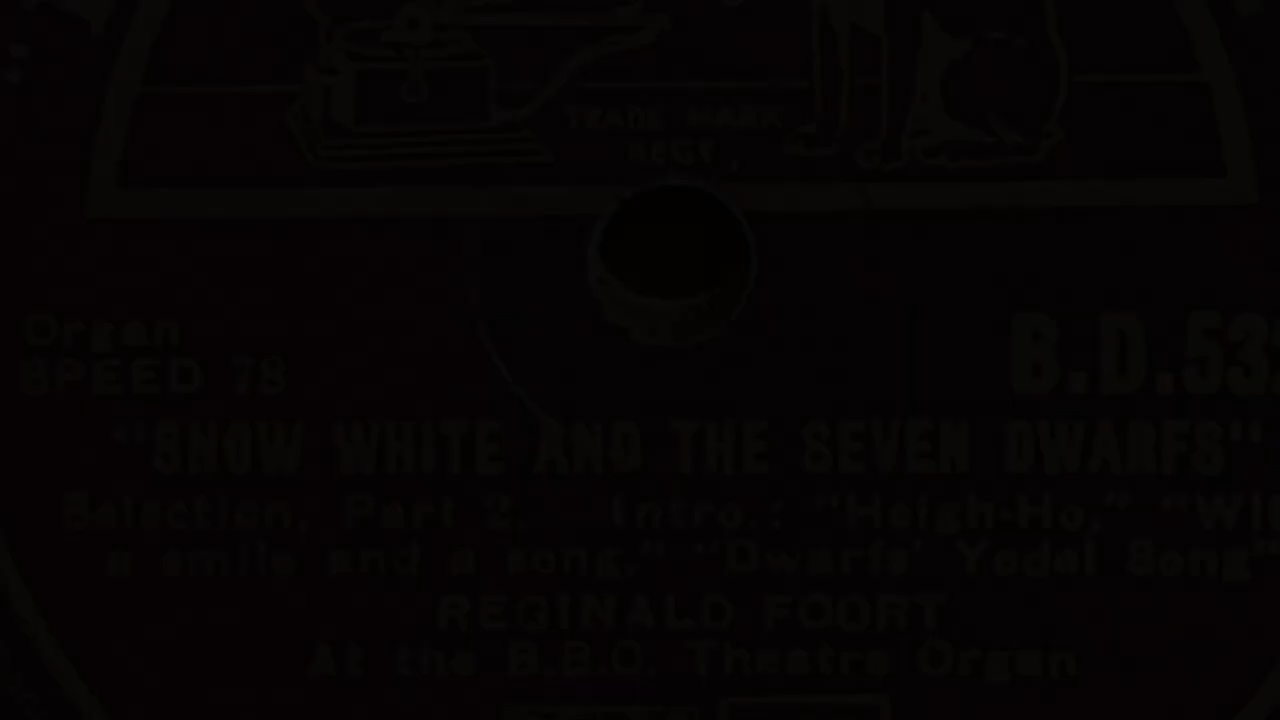 TRADE MARK
REGD.
Organ
SPEED 78
B.D.53
"SNOW WHITE AND THE SEVEN DWARFS"
Selection, Part 2. Intro.: "Heigh-Ho," "Wi
a smile and a song," "Dwarfs' Yodel Song"
REGINALD FOORT
At the B.B.C. Theatre Organ